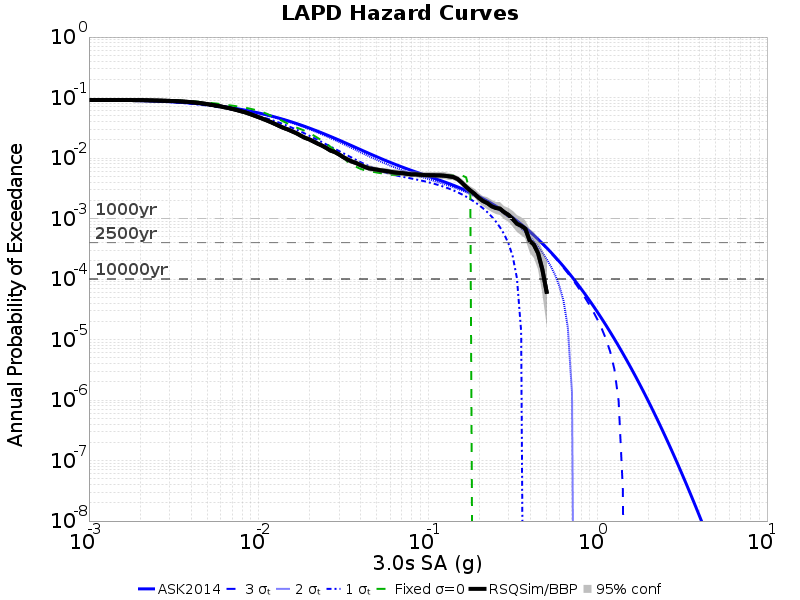 LAPD Hazard Curves
Annual Probability of Exceedance
10^0
10^-1
10^-2
10^-3
10^-4
10^-5
10^-6
10^-7
10^-8
1000yr
2500yr
10000yr
10^-3 10^-2 10^-1 10^0 10^1
3.0s SA (g)
ASK2014 3 σₜ 2 σₜ 1 σₜ Fixed σ=0 RSQSim/BBP 95% conf